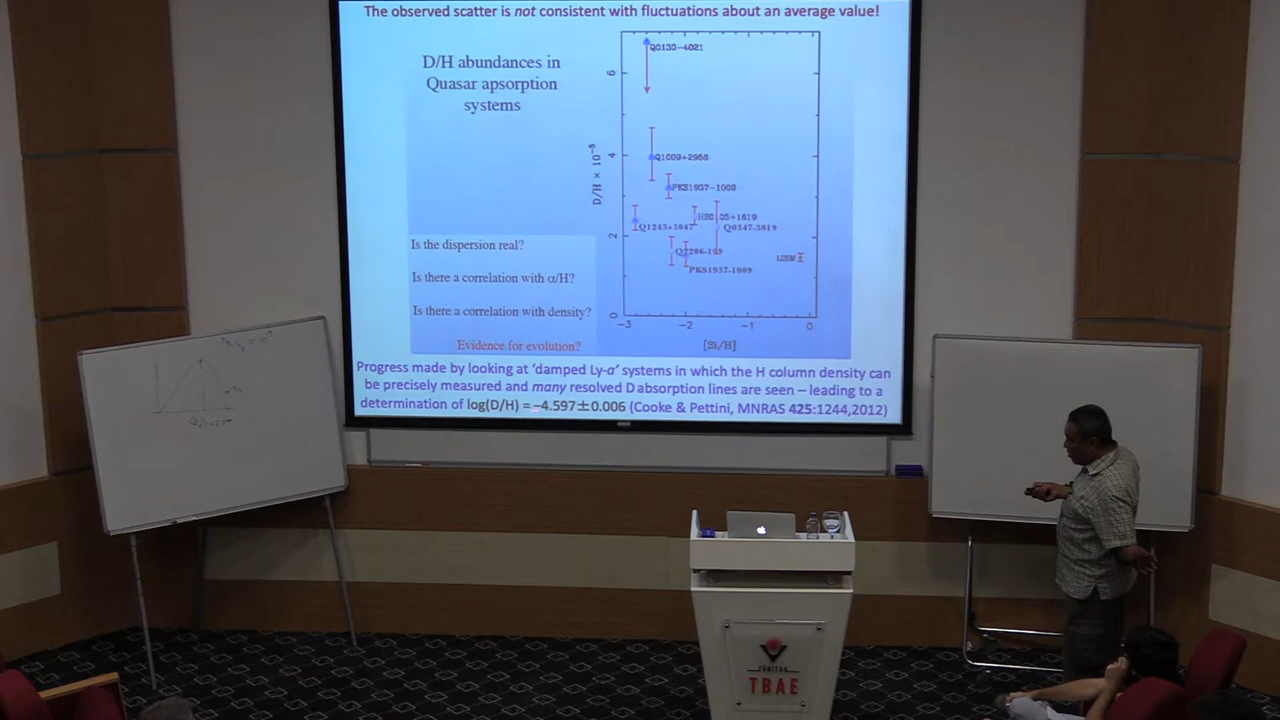 The observed scatter is not consistent with fluctuations about an average value!
D/H abundances in
Quasar apsorption
systems
Is the dispersion real?
Is there a correlation with α/H?
Is there a correlation with density?
Evidence for evolution?
D/H × 10⁻⁵
6
4
2
0
Q0130-4021
Q1009+2956
PKS1937-1009
Q1243+3047
Q0347-3819
LISM
PKS1937-1009
−3
−2
−1
0
[Si/H]
Progress made by looking at 'damped Ly-α' systems in which the H column density can
be precisely measured and many resolved D absorption lines are seen – leading to a
determination of log(D/H) = –4.597±0.006 (Cooke & Pettini, MNRAS 425:1244,2012)
TÜBİTAK
TBAE